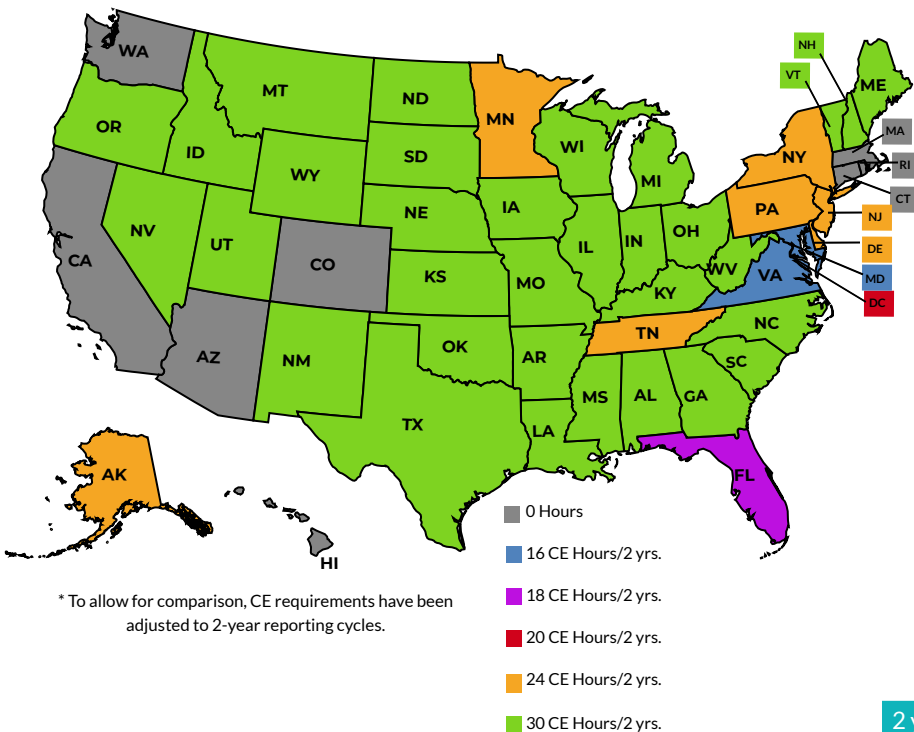 WA
MT
ND
MN
NH
VT
ME
OR
ID
WY
SD
WI
MI
NY
MA
RI
CT
NV
UT
CO
NE
IA
PA
NJ
CA
KS
MO
IL
IN
OH
WV
VA
DE
MD
DC
KY
AZ
NM
OK
AR
TN
NC
SC
TX
LA
MS
AL
GA
FL
AK
HI
0 Hours
16 CE Hours/2 yrs.
18 CE Hours/2 yrs.
20 CE Hours/2 yrs.
24 CE Hours/2 yrs.
30 CE Hours/2 yrs.
* To allow for comparison, CE requirements have been
adjusted to 2-year reporting cycles.
2 y